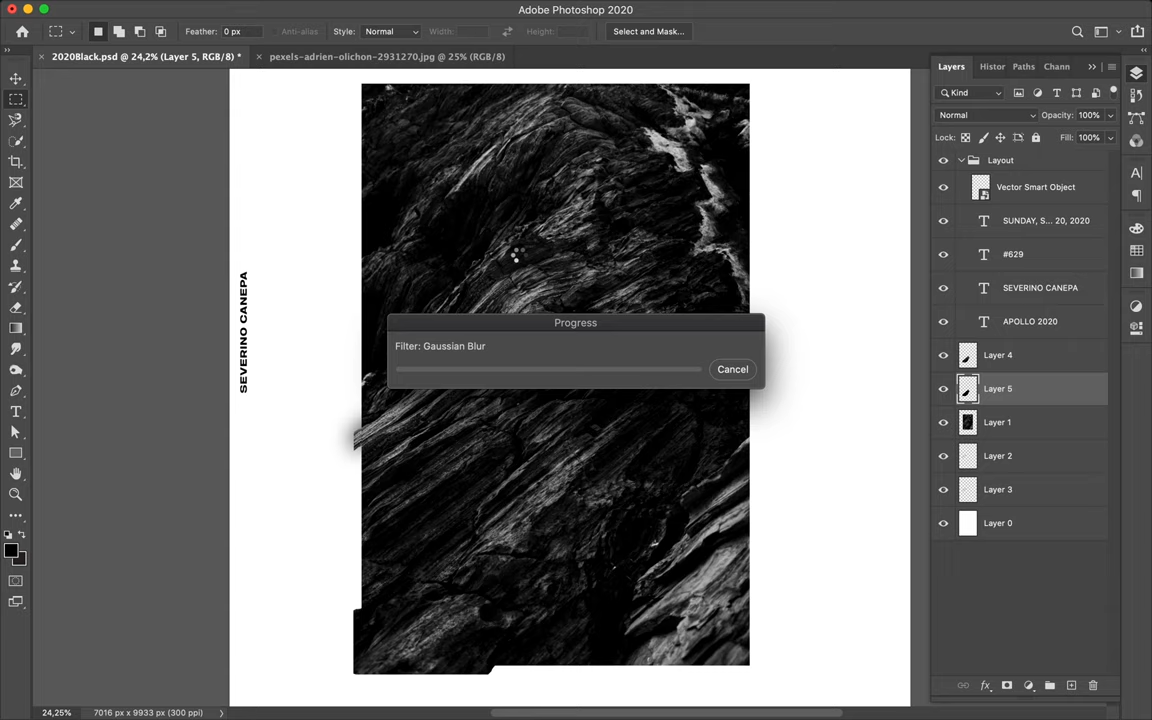 Adobe Photoshop 2020
Feather: 0 px
Anti-alias
Style: Normal
Width:
Height:
Select and Mask...
2020Black.psd @ 24,2% (Layer 5, RGB/8) *
pexels-adrien-olichon-2931270.jpg @ 25% (RGB/8)
Layers
Histor
Paths
Chann
Kind
Normal
Opacity: 100%
Lock:
Fill: 100%
Layout
Vector Smart Object
SUNDAY, S... 20, 2020
#629
SEVERINO CANEPA
APOLLO 2020
Layer 4
Layer 5
Layer 1
Layer 2
Layer 3
Layer 0
SEVERINO CANEPA
Progress
Filter: Gaussian Blur
Cancel
24,25%
7016 px x 9933 px (300 ppi)